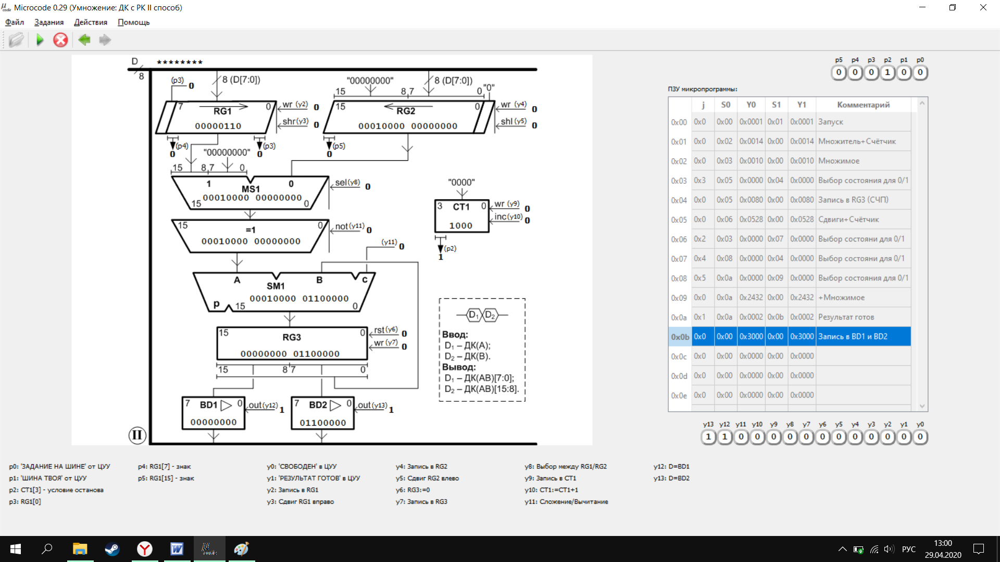 Microcode 0.29 (Умножение: ДК с РК II способ)
Файл Задания Действия Помощь
D ********
8
(p3) 0
8 (D[7:0])
"00000000"
8 (D[7:0])
"0"
15 8,7 0
7 RG1 0
00000110
wr (y2) 0
shr(y3) 0
15 RG2 0
00010000 00000000
wr (y4) 0
shl (y5) 0
(p4) 0
(p3) 0
"00000000"
(p5) 0
15 8,7 0
1 MS1 0
00010000 00000000
15 0
sel(y8) 0
15 =1 0
00010000 00000000
not(y11) 0
(y11) 0
"0000"
3 CT1 0
1000
wr (y9) 0
inc(y10) 0
(p2)
1
A B c
SM1
00010000 01100000
p 15 0
15 RG3 0
00000000 01100000
rst(y6) 0
wr(y7) 0
15 8'7 0
7 BD1 0
00000000
out(y12) 1
7 BD2 0
01100000
out(y13) 1
II
D₁ D₂
Ввод:
D₁ – ДК(А);
D₂ – ДК(В).
Вывод:
D₁ – ДК(АВ)[7:0];
D₂ – ДК(АВ)[15:8].
p5 p4 p3 p2 p1 p0
0 0 0 1 0 0
ПЗУ микропрограммы:
j S0 Y0 S1 Y1 Комментарий
0x00 0x0 0x00 0x0001 0x01 0x0001 Запуск
0x01 0x0 0x02 0x0014 0x00 0x0014 Множитель+Счётчик
0x02 0x0 0x03 0x0010 0x00 0x0010 Множимое
0x03 0x3 0x05 0x0000 0x04 0x0000 Выбор состояния для 0/1
0x04 0x0 0x05 0x0080 0x00 0x0080 Запись в RG3 (СЧП)
0x05 0x0 0x06 0x0528 0x00 0x0528 Сдвиги+Счётчик
0x06 0x2 0x03 0x0000 0x07 0x0000 Выбор состояни для 0/1
0x07 0x4 0x08 0x0000 0x04 0x0000 Выбор состояни для 0/1
0x08 0x5 0x0a 0x0000 0x09 0x0000 Выбор состояния для 0/1
0x09 0x0 0x0a 0x2432 0x00 0x2432 +Множимое
0x0a 0x1 0x0a 0x0002 0x0b 0x0002 Результат готов
0x0b 0x0 0x00 0x3000 0x00 0x3000 Запись в BD1 и BD2
0x0c 0x0 0x00 0x0000 0x00 0x0000
0x0d 0x0 0x00 0x0000 0x00 0x0000
0x0e 0x0 0x00 0x0000 0x00 0x0000
y13 y12 y11 y10 y9 y8 y7 y6 y5 y4 y3 y2 y1 y0
1 1 0 0 0 0 0 0 0 0 0 0 0 0
p0: 'ЗАДАНИЕ НА ШИНЕ' от ЦУУ
p1: 'ШИНА ТВОЯ' от ЦУУ
p2: CT1[3] - условие останова
p3: RG1[0]
p4: RG1[7] - знак
p5: RG1[15] - знак
y0: 'СВОБОДЕН' в ЦУУ
y1: 'РЕЗУЛЬТАТ ГОТОВ' в ЦУУ
y2: Запись в RG1
y3: Сдвиг RG1 вправо
y4: Запись в RG2
y5: Сдвиг RG2 влево
y6: RG3:=0
y7: Запись в RG3
y8: Выбор между RG1/RG2
y9: Запись в CT1
y10: CT1:=CT1+1
y11: Сложение/Вычитание
y12: D=BD1
y13: D=BD2
РУС
13:00
29.04.2020